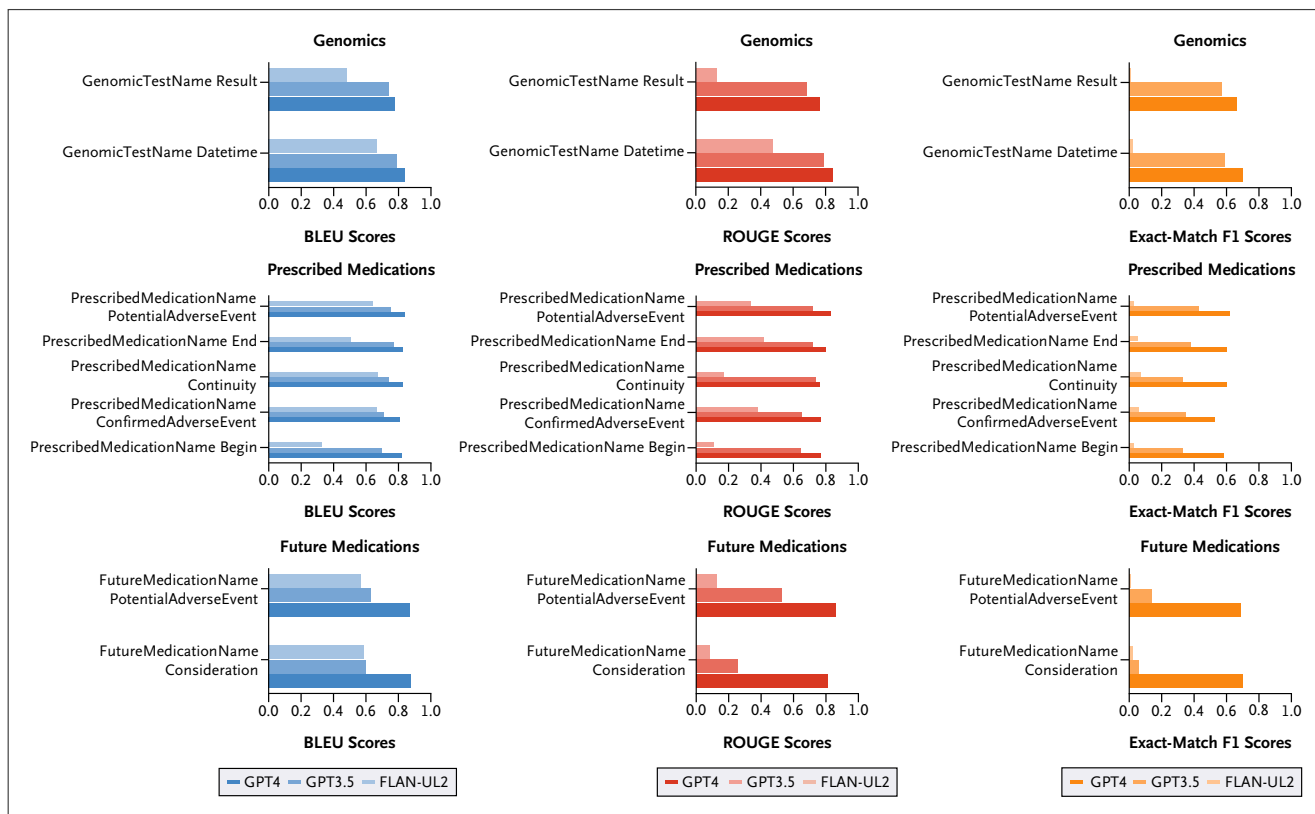 Genomics
GenomicTestName Result
GenomicTestName Datetime
0.0 0.2 0.4 0.6 0.8 1.0
BLEU Scores
Genomics
GenomicTestName Result
GenomicTestName Datetime
0.0 0.2 0.4 0.6 0.8 1.0
ROUGE Scores
Genomics
GenomicTestName Result
GenomicTestName Datetime
0.0 0.2 0.4 0.6 0.8 1.0
Exact-Match F1 Scores
Prescribed Medications
PrescribedMedicationName
PotentialAdverseEvent
PrescribedMedicationName End
PrescribedMedicationName
Continuity
PrescribedMedicationName
ConfirmedAdverseEvent
PrescribedMedicationName Begin
0.0 0.2 0.4 0.6 0.8 1.0
BLEU Scores
Prescribed Medications
PrescribedMedicationName
PotentialAdverseEvent
PrescribedMedicationName End
PrescribedMedicationName
Continuity
PrescribedMedicationName
ConfirmedAdverseEvent
PrescribedMedicationName Begin
0.0 0.2 0.4 0.6 0.8 1.0
ROUGE Scores
Prescribed Medications
PrescribedMedicationName
PotentialAdverseEvent
PrescribedMedicationName End
PrescribedMedicationName
Continuity
PrescribedMedicationName
ConfirmedAdverseEvent
PrescribedMedicationName Begin
0.0 0.2 0.4 0.6 0.8 1.0
Exact-Match F1 Scores
Future Medications
FutureMedicationName
PotentialAdverseEvent
FutureMedicationName
Consideration
0.0 0.2 0.4 0.6 0.8 1.0
BLEU Scores
GPT4 GPT3.5 FLAN-UL2
Future Medications
FutureMedicationName
PotentialAdverseEvent
FutureMedicationName
Consideration
0.0 0.2 0.4 0.6 0.8 1.0
ROUGE Scores
GPT4 GPT3.5 FLAN-UL2
Future Medications
FutureMedicationName
PotentialAdverseEvent
FutureMedicationName
Consideration
0.0 0.2 0.4 0.6 0.8 1.0
Exact-Match F1 Scores
GPT4 GPT3.5 FLAN-UL2